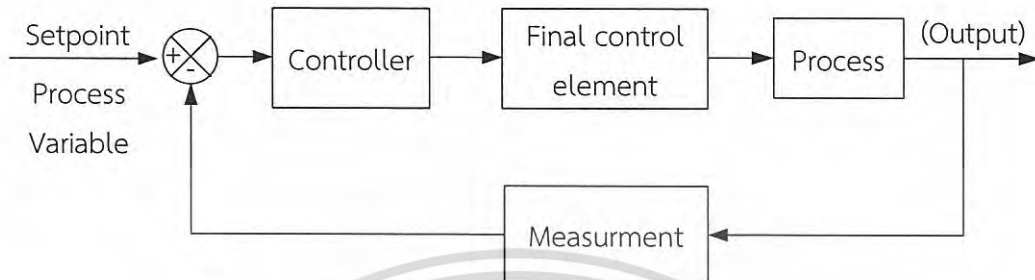 Setpoint
Process
Variable
+
-
Controller
Final control
element
Process
(Output)
Measurment